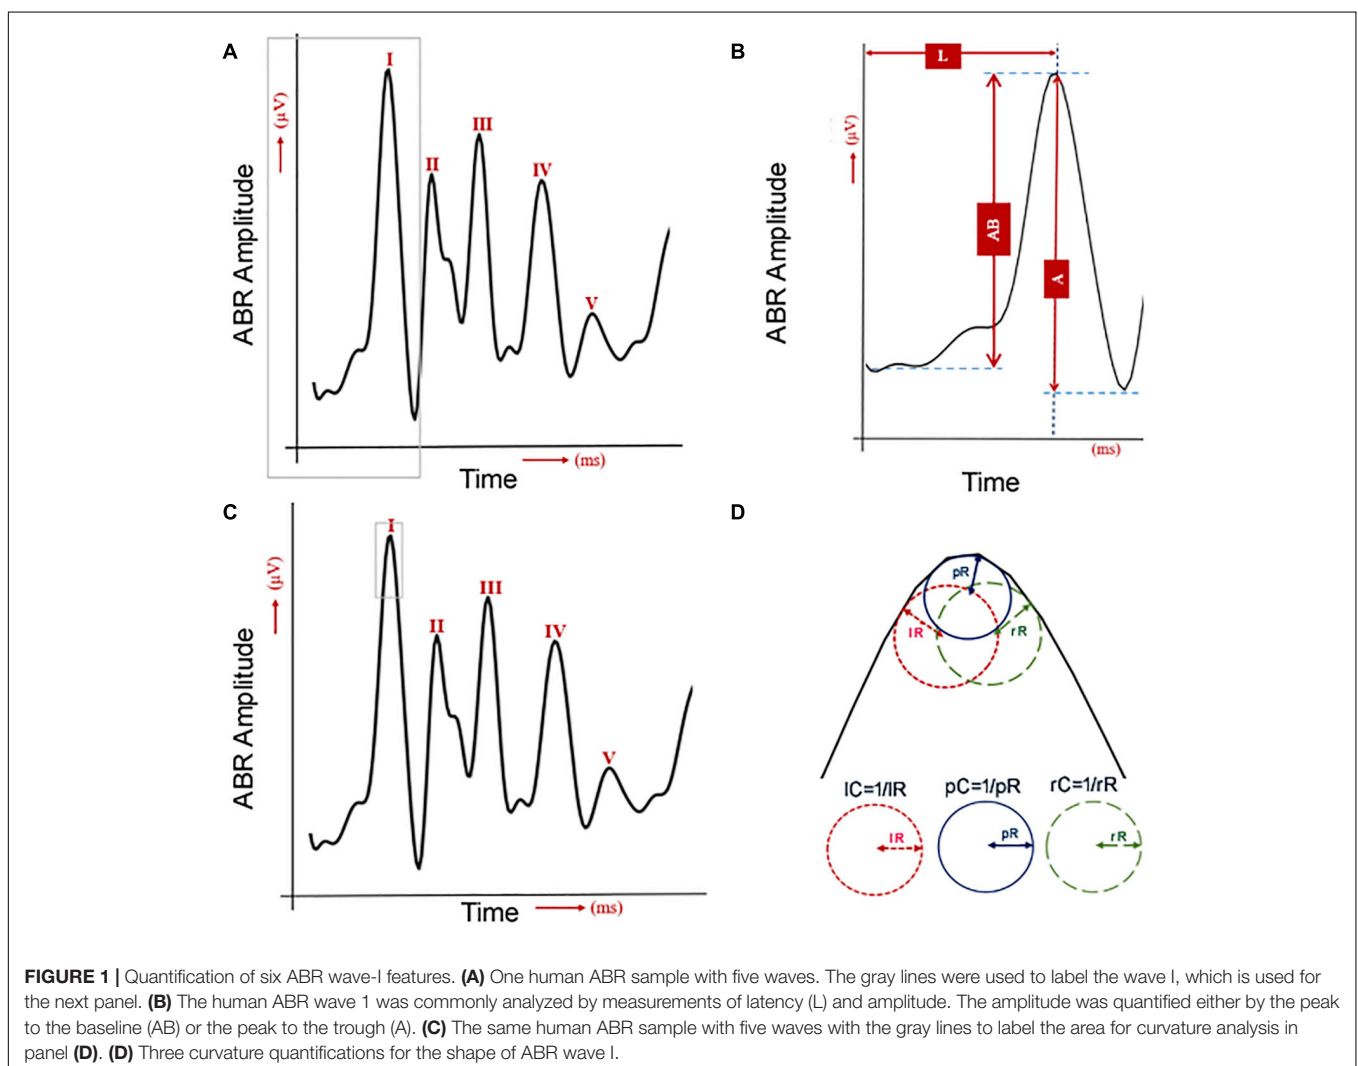 A
I
II
III
IV
V
(μV)
ABR Amplitude
Time
(ms)
B
L
AB
A
(μV)
ABR Amplitude
(ms)
Time
C
I
II
III
IV
V
(μV)
ABR Amplitude
Time
(ms)
D
pR
lR
rR
lC=1/lR
pC=1/pR
rC=1/rR
lR
pR
rR
FIGURE 1 | Quantification of six ABR wave-I features. (A) One human ABR sample with five waves. The gray lines were used to label the wave I, which is used for
the next panel. (B) The human ABR wave 1 was commonly analyzed by measurements of latency (L) and amplitude. The amplitude was quantified either by the peak
to the baseline (AB) or the peak to the trough (A). (C) The same human ABR sample with five waves with the gray lines to label the area for curvature analysis in
panel (D). (D) Three curvature quantifications for the shape of ABR wave I.